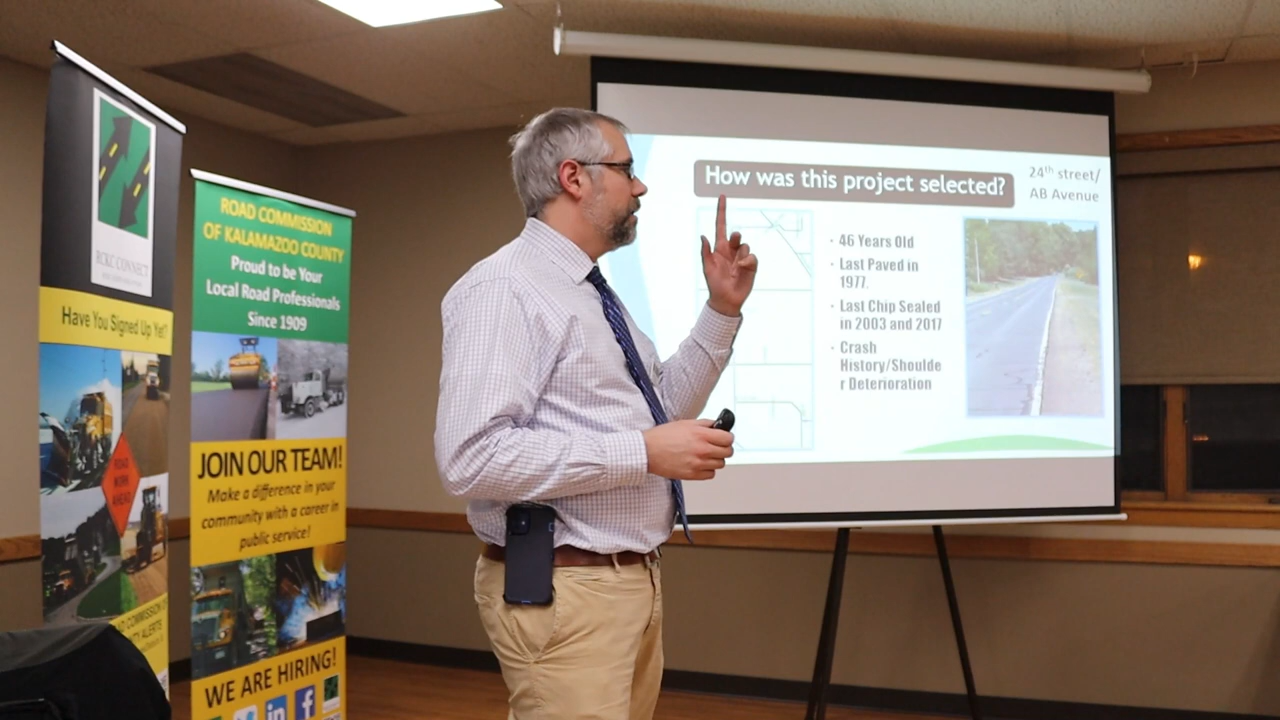 RCKC CONNECT
Have You Signed Up Yet?
ROAD
WORK
AHEAD
ROAD COMMISSION
OF KALAMAZOO COUNTY
Proud to be Your
Local Road Professionals
Since 1909
JOIN OUR TEAM!
Make a difference in your
community with a career in
public service!
WE ARE HIRING!
How was this project selected?
24th street/
AB Avenue
· 46 Years Old
· Last Paved in
1977.
· Last Chip Sealed
in 2003 and 2017
· Crash
History/Shoulde
r Deterioration